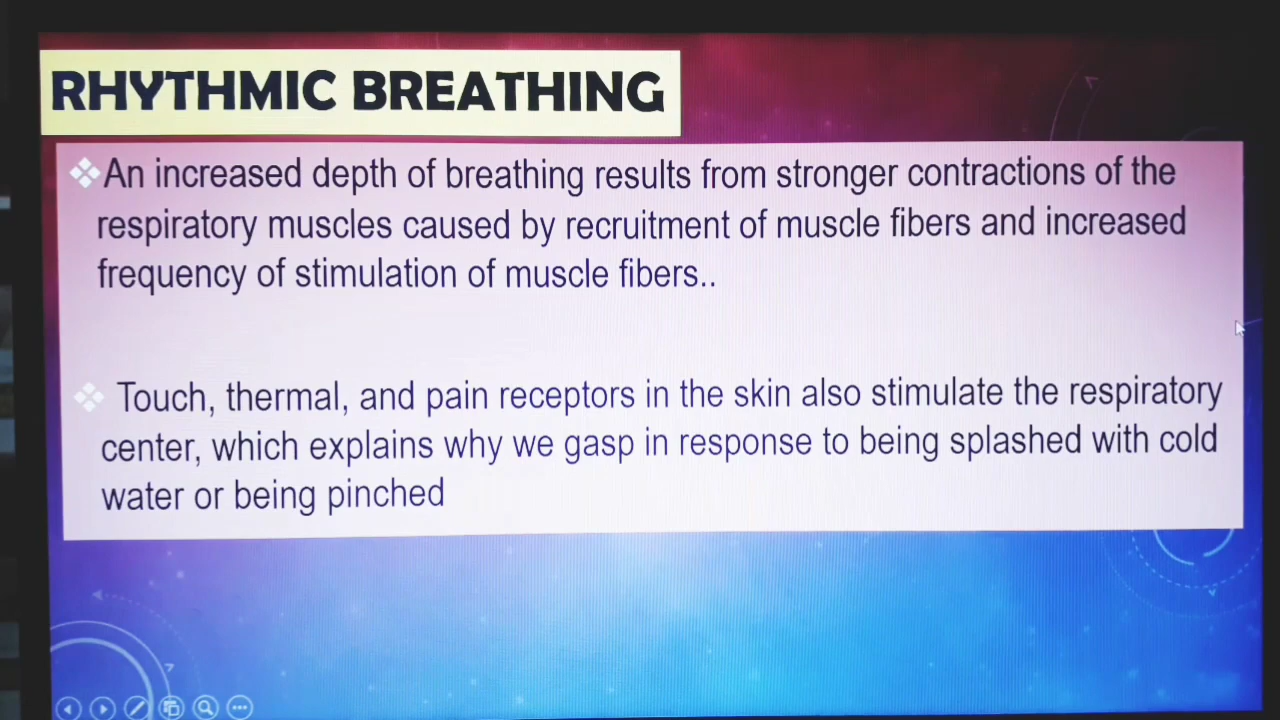 RHYTHMIC BREATHING
An increased depth of breathing results from stronger contractions of the
respiratory muscles caused by recruitment of muscle fibers and increased
frequency of stimulation of muscle fibers..
Touch, thermal, and pain receptors in the skin also stimulate the respiratory
center, which explains why we gasp in response to being splashed with cold
water or being pinched